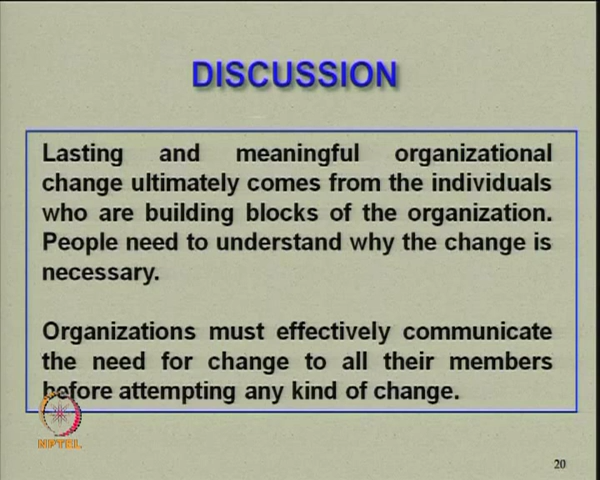 DISCUSSION
Lasting and meaningful organizational
change ultimately comes from the individuals
who are building blocks of the organization.
People need to understand why the change is
necessary.
Organizations must effectively communicate
the need for change to all their members
before attempting any kind of change.
NPTEL
20